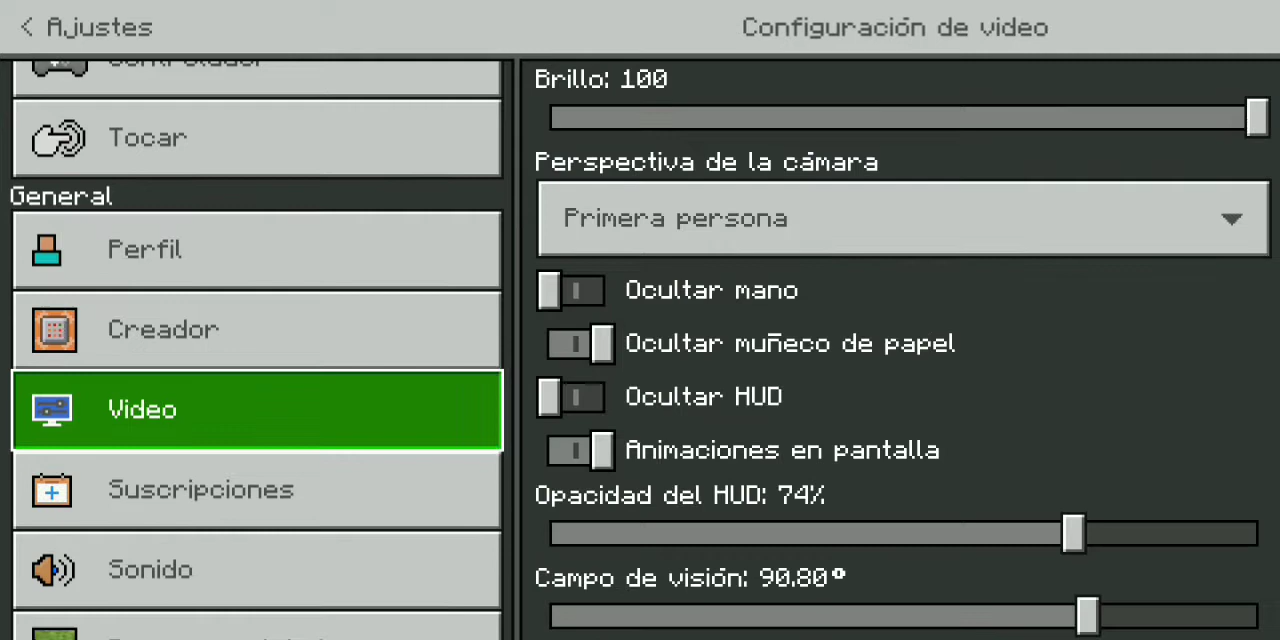 Ajustes
Configuración de video
Controlador
Tocar
General
Perfil
Creador
Video
Suscripciones
Sonido
Brillo: 100
Perspectiva de la cámara
Primera persona
Ocultar mano
Ocultar muñeco de papel
Ocultar HUD
Animaciones en pantalla
Opacidad del HUD: 74%
Campo de visión: 90.80°